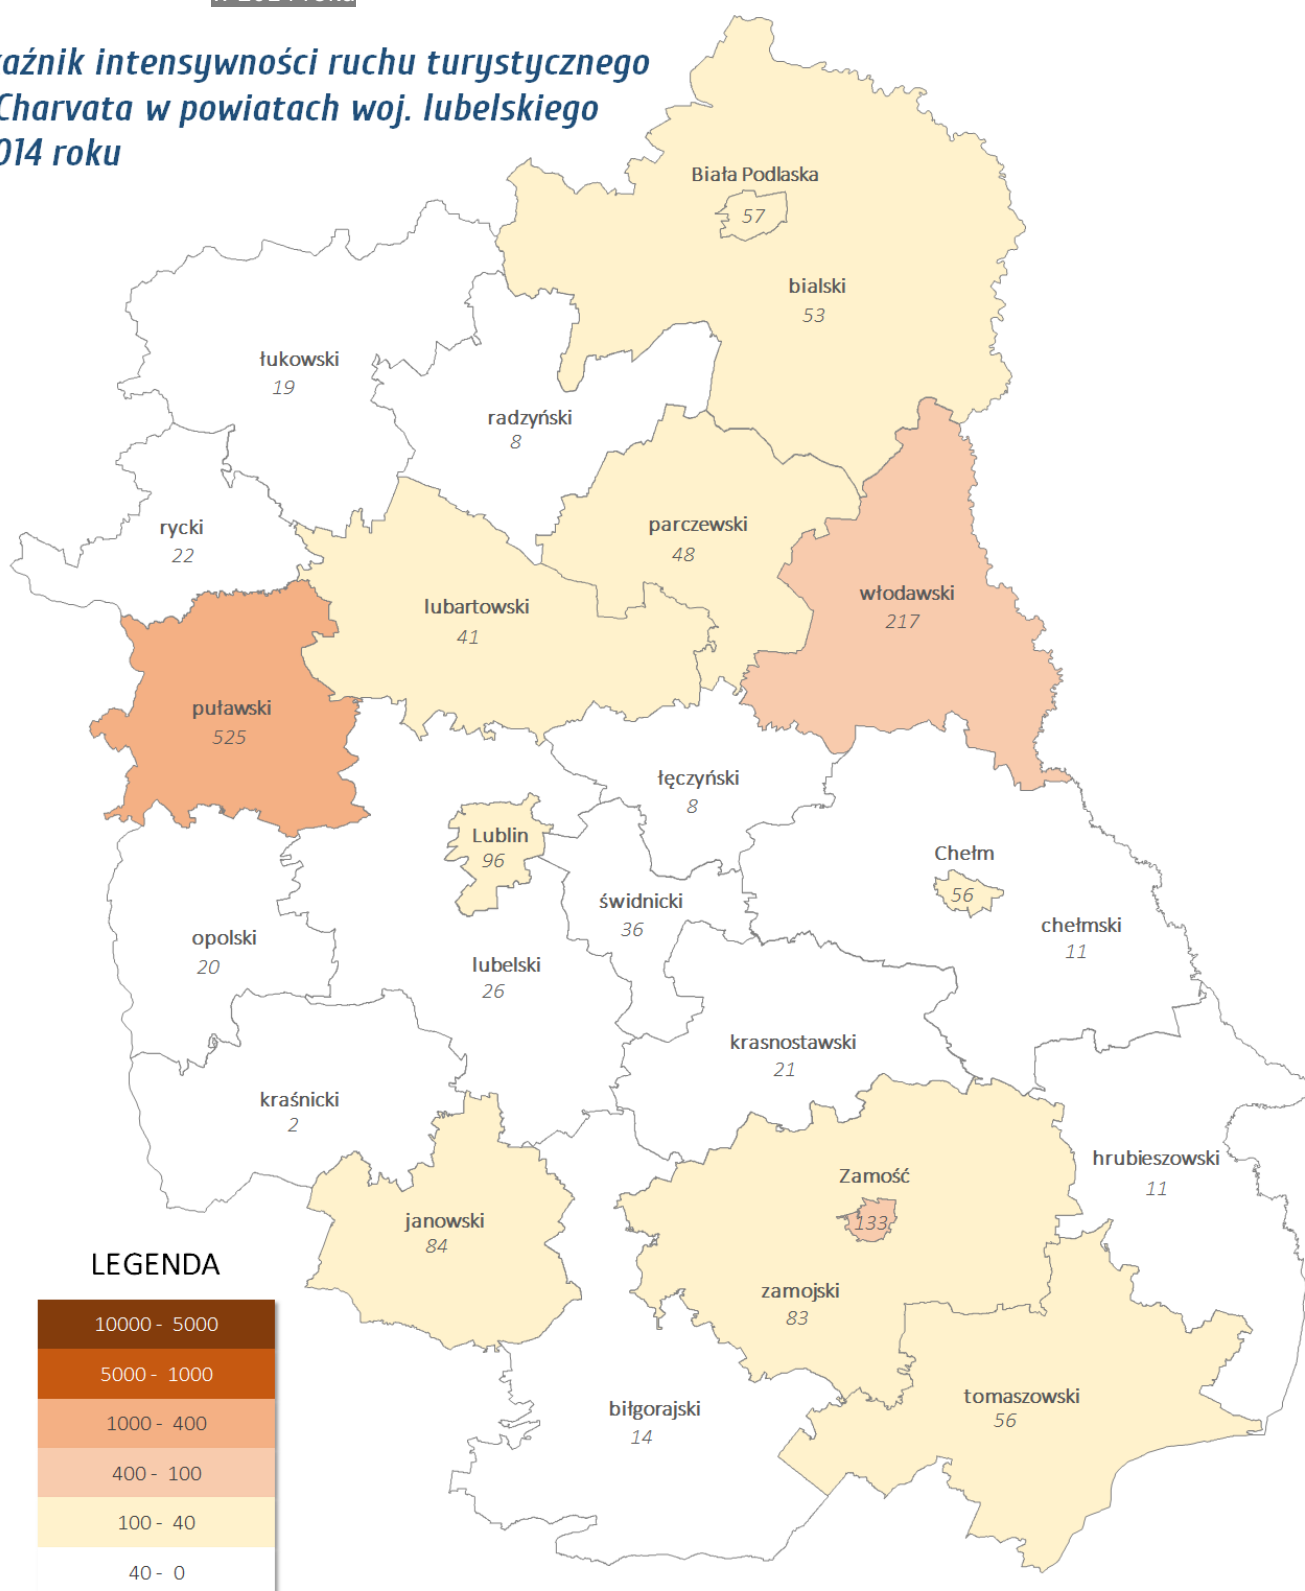 aźnik intensywności ruchu turystycznego
Charvata w powiatach woj. lubelskiego
014 roku
Biała Podlaska
57
bialski
53
łukowski
19
radzyński
8
rycki
22
parczewski
48
włodawski
217
lubartowski
41
puławski
525
łęczyński
8
Lublin
96
Chełm
56
świdnicki
36
chełmski
11
opolski
20
lubelski
26
krasnostawski
21
kraśnicki
2
hrubieszowski
11
Zamość
133
janowski
84
zamojski
83
tomaszowski
56
biłgorajski
14
LEGENDA
10000 - 5000
5000 - 1000
1000 - 400
400 - 100
100 - 40
40 - 0